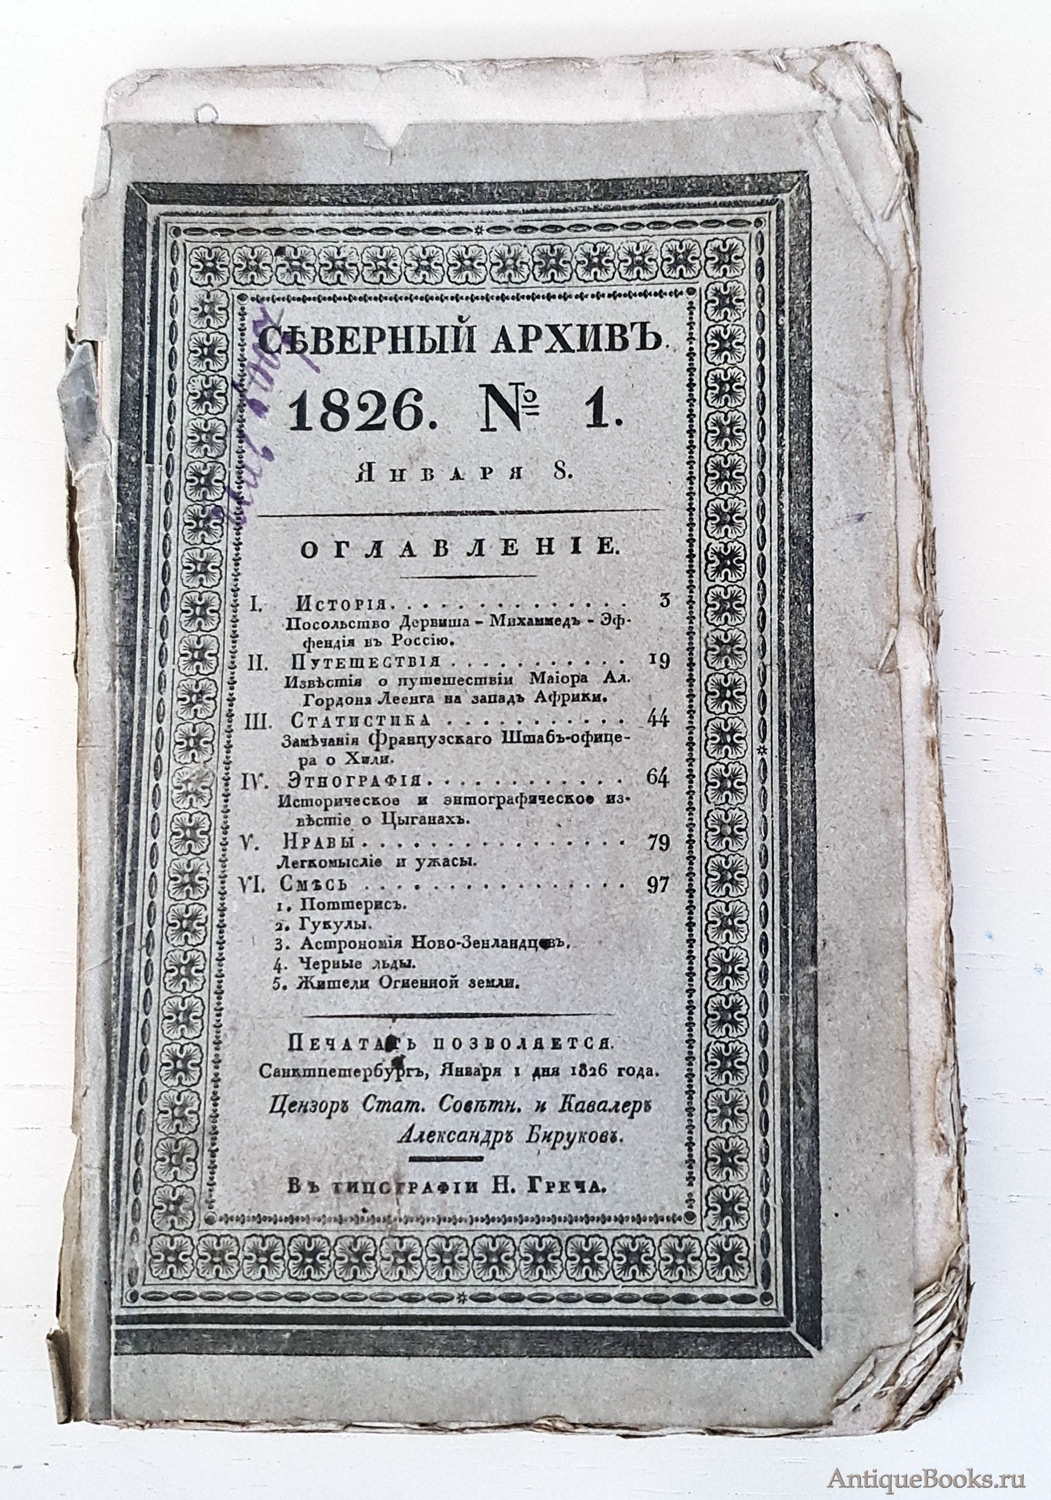 СѢВЕРНЫЙ АРХИВЪ.
1826. № 1.
Января 8.
ОГЛАВЛЕНІЕ.
I. Исторія. . . . . . . . . . . . . . 3
Посольство Дервиша - Михаммедъ - Эф-
фендія въ Россію.
II. Путешествія . . . . . . . . . . . 19
Извѣстія о путешествіи Маіора Ал.
Гордона Леенга на западъ Африки.
III. Статистика . . . . . . . . . . . 44
Замѣчанія Французскаго Штабъ-офице-
ра о Хили.
IV. Этнографія. . . . . . . . . . . . 64
Историческое и энтографическое из-
вѣстіе о Цыганахъ.
V. Нравы. . . . . . . . . . . . . . . 79
Легкомысліе и ужасы.
VI. Смѣсь . . . . . . . . . . . . . . 97
1. Поттерисъ.
2. Гукулы.
3. Астрономія Ново-Зенландцовъ.
4. Черные льды.
5. Жители Огненной земли.
Печатать позволяется.
Санктпетербургъ, Января 1 дня 1826 года.
Цензоръ Стат. Совѣтн. и Кавалеръ
Александръ Бируковъ.
Въ типографіи Н. Греча.
AntiqueBooks.ru